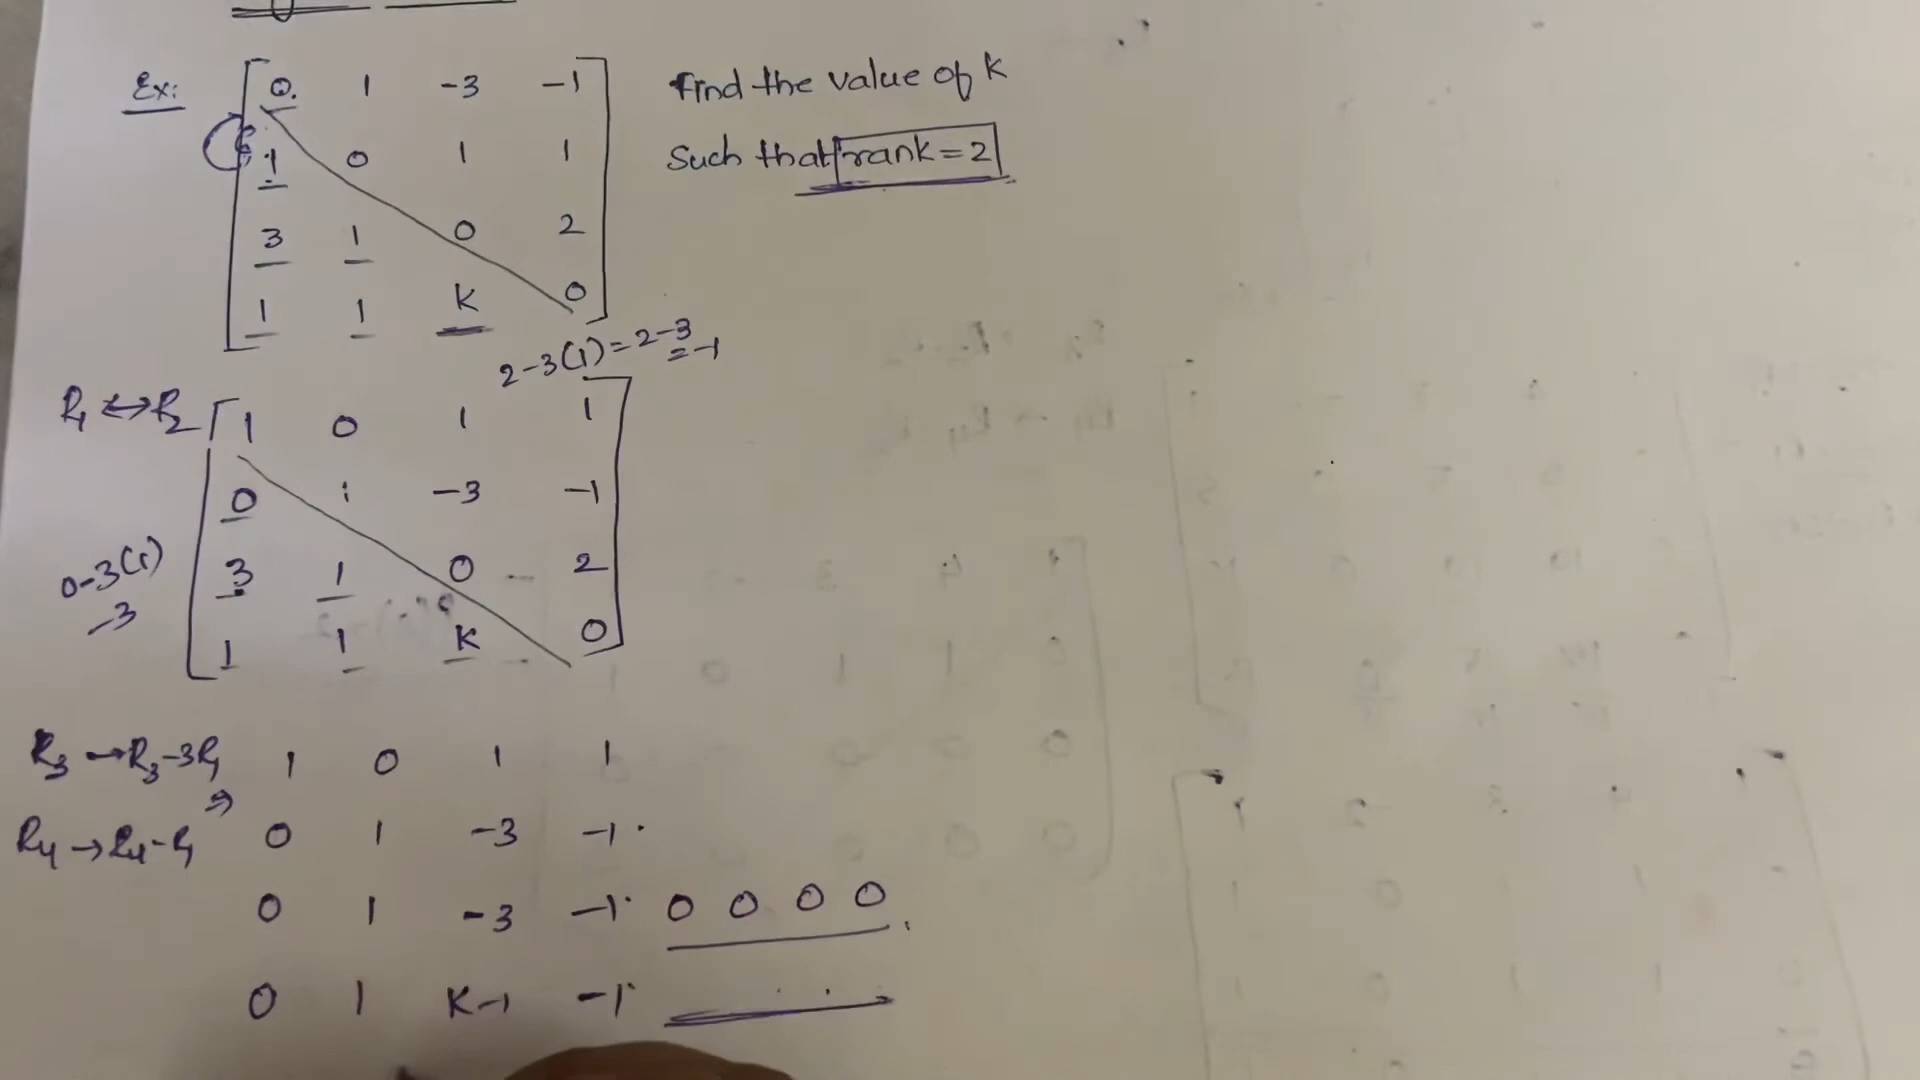 Ex: 0 1 -3 -1 Find the value of k
1 0 1 1 Such that rank=2
3 1 0 2
1 1 k 0
2-3(1)=2-3
=-1
R1↔R2 1 0 1 1
0 1 -3 -1
0-3(1) 3 1 0 2
-3
1 1 k 0
R3→R3-3R1 1 0 1 1
⇒
R4→R4-R1 0 1 -3 -1
0 1 -3 -1 0 0 0 0
0 1 k-1 -1